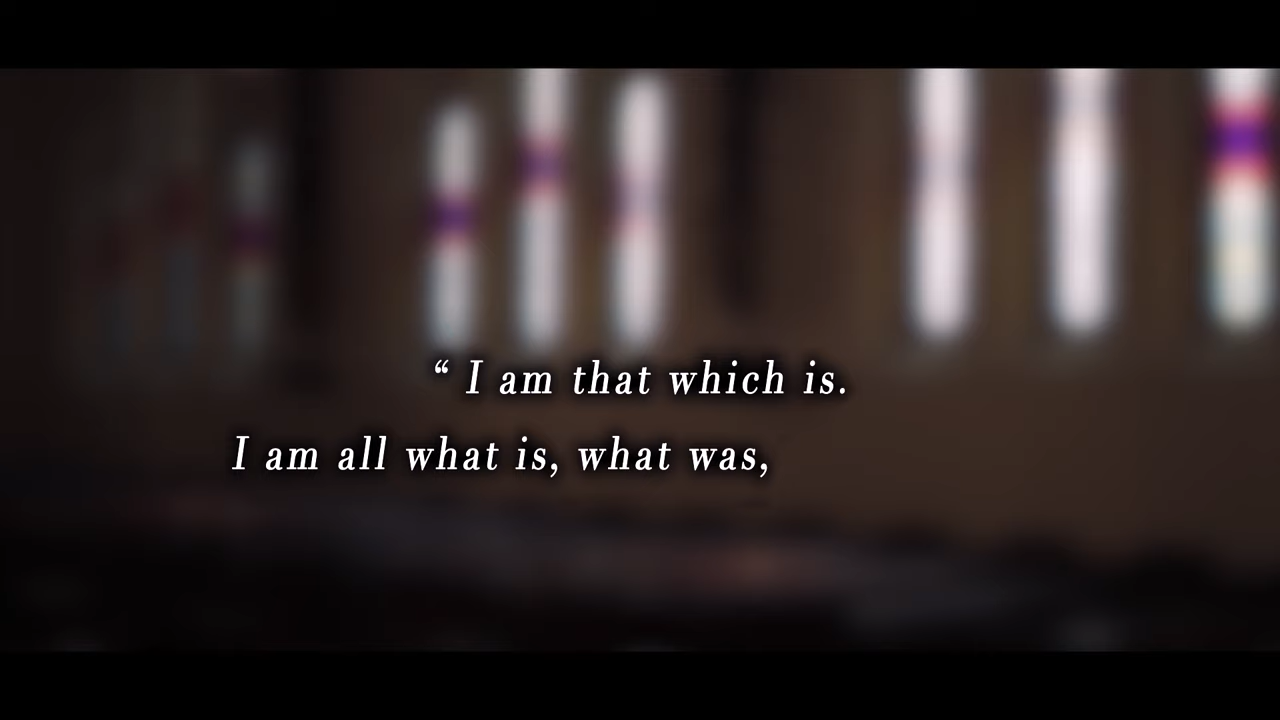 “ I am that which is.
I am all what is, what was,